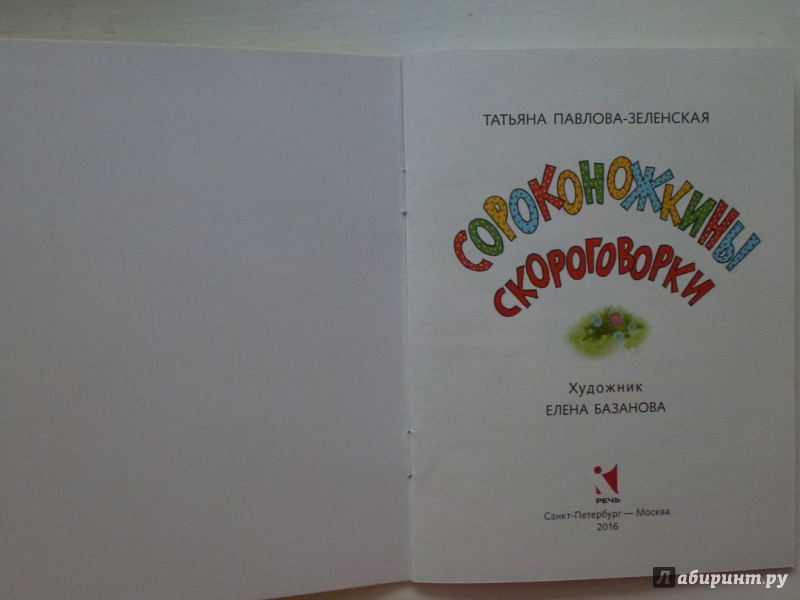 ТАТЬЯНА ПАВЛОВА-ЗЕЛЕНСКАЯ
СОРОКОНОЖКИНЫ
СКОРОГОВОРКИ
Художник
ЕЛЕНА БАЗАНОВА
РЕЧЬ
Санкт-Петербург — Москва
2016
Лабиринт.ру